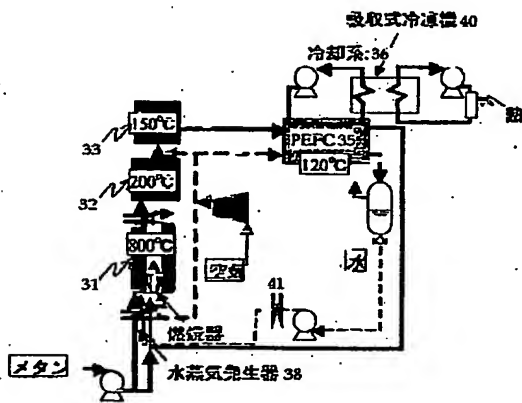 吸収式冷凍機 40
冷却系:36
熱
150℃
33
PEFC 35
120℃
200℃
32
800℃
31
空気
水
41
燃焼器
メタン
水蒸気発生器 38